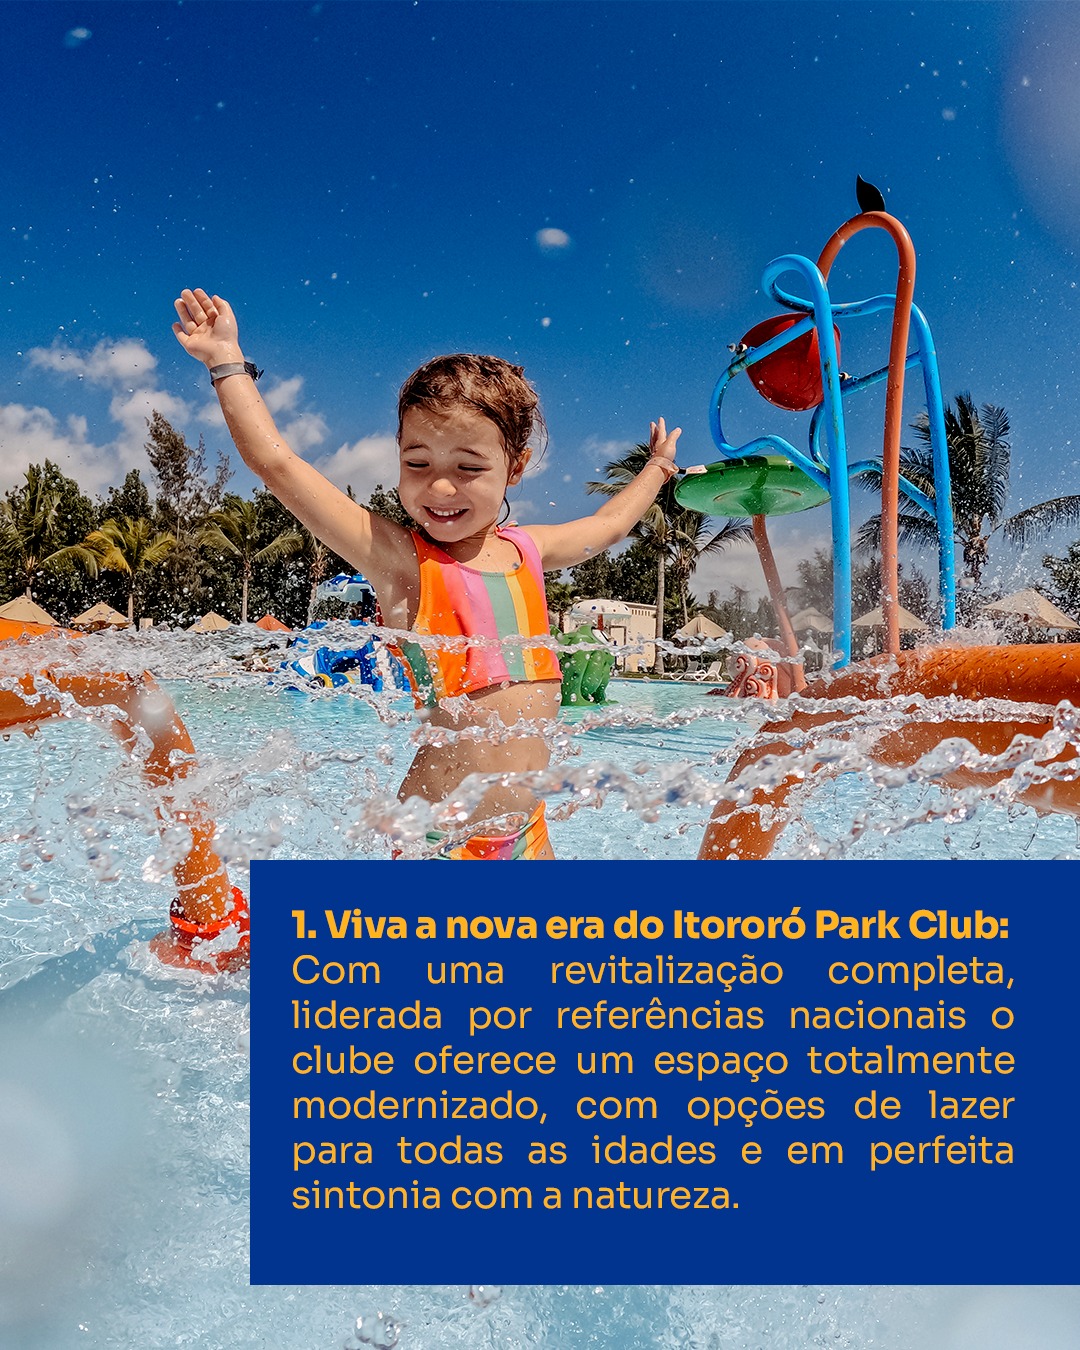 1. Viva a nova era do Itororó Park Club:
Com uma revitalização completa,
liderada por referências nacionais o
clube oferece um espaço totalmente
modernizado, com opções de lazer
para todas as idades e em perfeita
sintonia com a natureza.